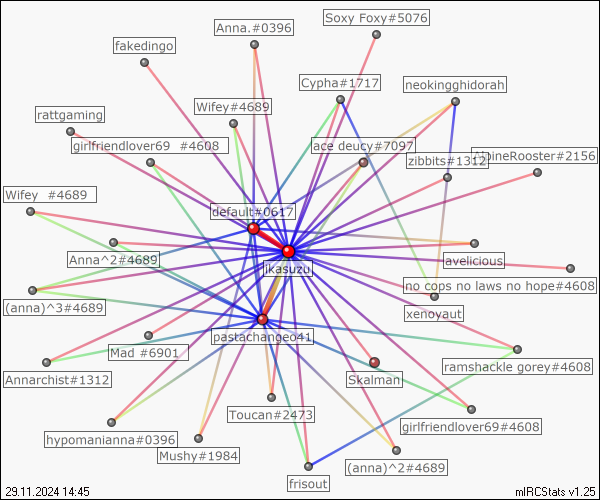 Soxy Foxy#5076
Anna.#0396
fakedingo
Cypha#1717
neokingghidorah
Wifey#4689
rattgaming
girlfriendlover69 #4608
ace deucy#7097
zibbits#1312
pineRooster#2156
Wifey #4689
default#0617
Anna^2#4689
jkasuzu
avelicious
no cops no laws no hope#4608
(anna)^3#4689
xenoyaut
pastachangeo41
Mad #6901
ramshackle gorey#4608
Annarchist#1312
Skalman
Toucan#2473
girlfriendlover69#4608
hypomanianna#0396
Mushy#1984
(anna)^2#4689
frisout
29.11.2024 14:45
mIRCStats v1.25